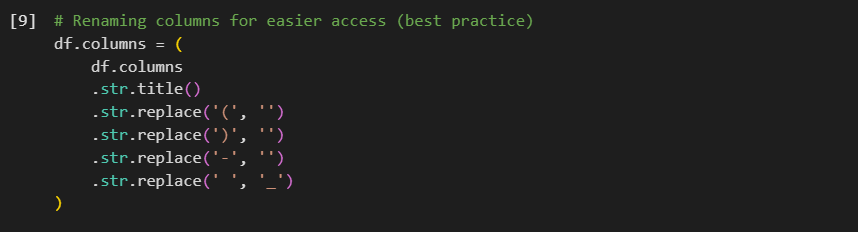 [9] # Renaming columns for easier access (best practice)
df.columns = (
    df.columns
    .str.title()
    .str.replace('(', '')
    .str.replace(')', '')
    .str.replace('-', '')
    .str.replace(' ', '_')
)